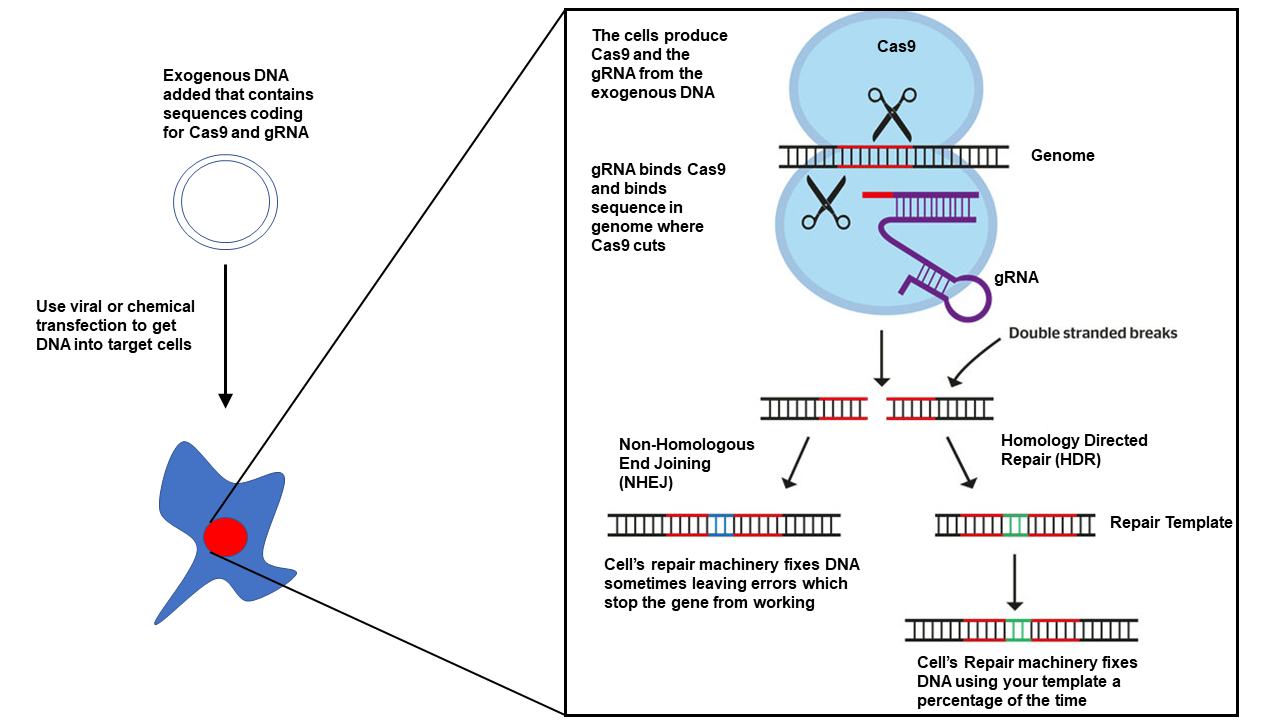 Exogenous DNA
added that contains
sequences coding
for Cas9 and gRNA
Use viral or chemical
transfection to get
DNA into target cells
The cells produce
Cas9 and the
gRNA from the
exogenous DNA
Cas9
Genome
gRNA binds Cas9
and binds
sequence in
genome where
Cas9 cuts
gRNA
Double stranded breaks
Non-Homologous
End Joining
(NHEJ)
Homology Directed
Repair (HDR)
Repair Template
Cell's repair machinery fixes DNA
sometimes leaving errors which
stop the gene from working
Cell's Repair machinery fixes
DNA using your template a
percentage of the time